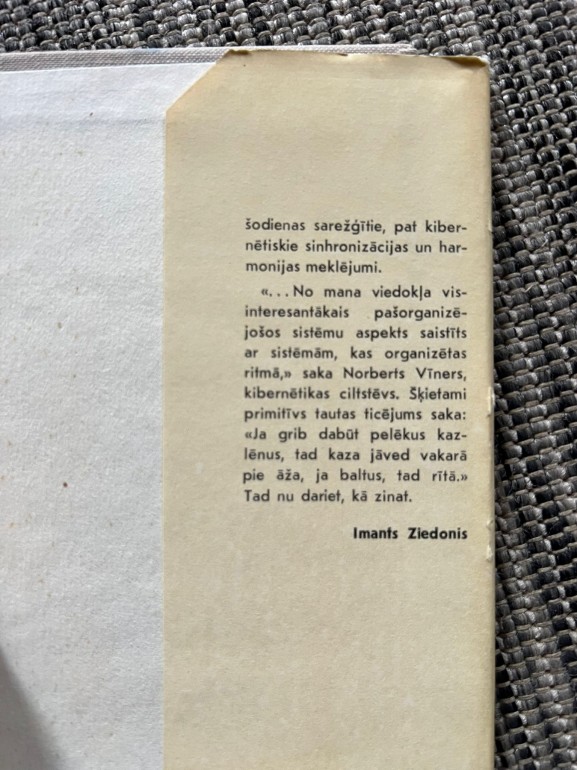 šodienas sarežģītie, pat kiber-
nētiskie sinhronizācijas un har-
monijas meklējumi.
«...No mana viedokļa vis-
interesantākais pašorganizē-
jošos sistēmu aspekts saistīts
ar sistēmām, kas organizētas
ritmā,» saka Norberts Vīners,
kibernētikas ciltstēvs. Šķietami
primitīvs tautas ticējums saka:
«Ja grib dabūt pelēkus kaz-
lēnus, tad kaza jāved vakarā
pie āža, ja baltus, tad rītā.»
Tad nu dariet, kā zinat.
Imants Ziedonis